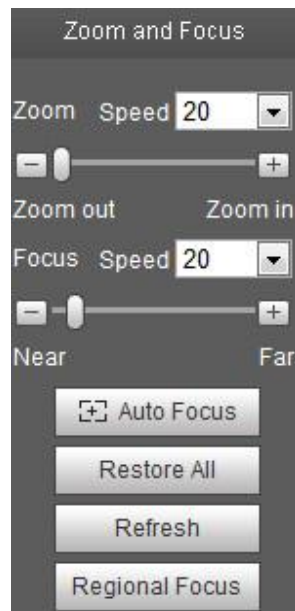 Zoom and Focus
Zoom Speed 20
Zoom out Zoom in
Focus Speed 20
Near Far
Auto Focus
Restore All
Refresh
Regional Focus